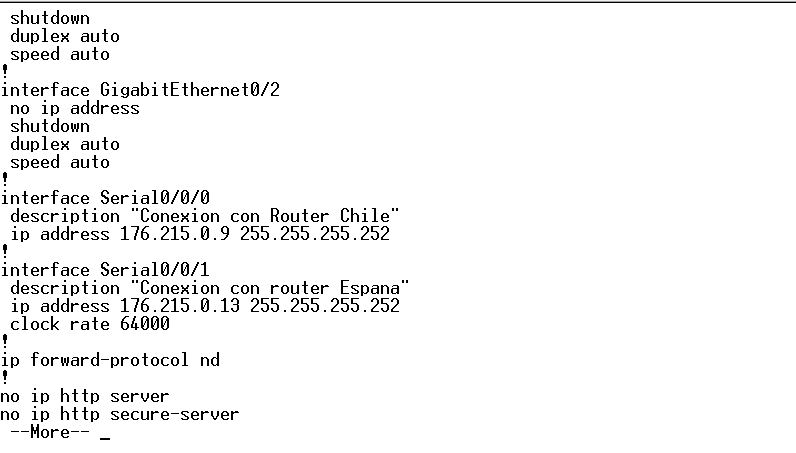 shutdown
duplex auto
speed auto
!
interface GigabitEthernet0/2
no ip address
shutdown
duplex auto
speed auto
!
interface Serial0/0/0
description "Conexion con Router Chile"
ip address 176.215.0.9 255.255.255.252
!
interface Serial0/0/1
description "Conexion con router Espana"
ip address 176.215.0.13 255.255.255.252
clock rate 64000
!
ip forward-protocol nd
!
no ip http server
no ip http secure-server
--More-- _